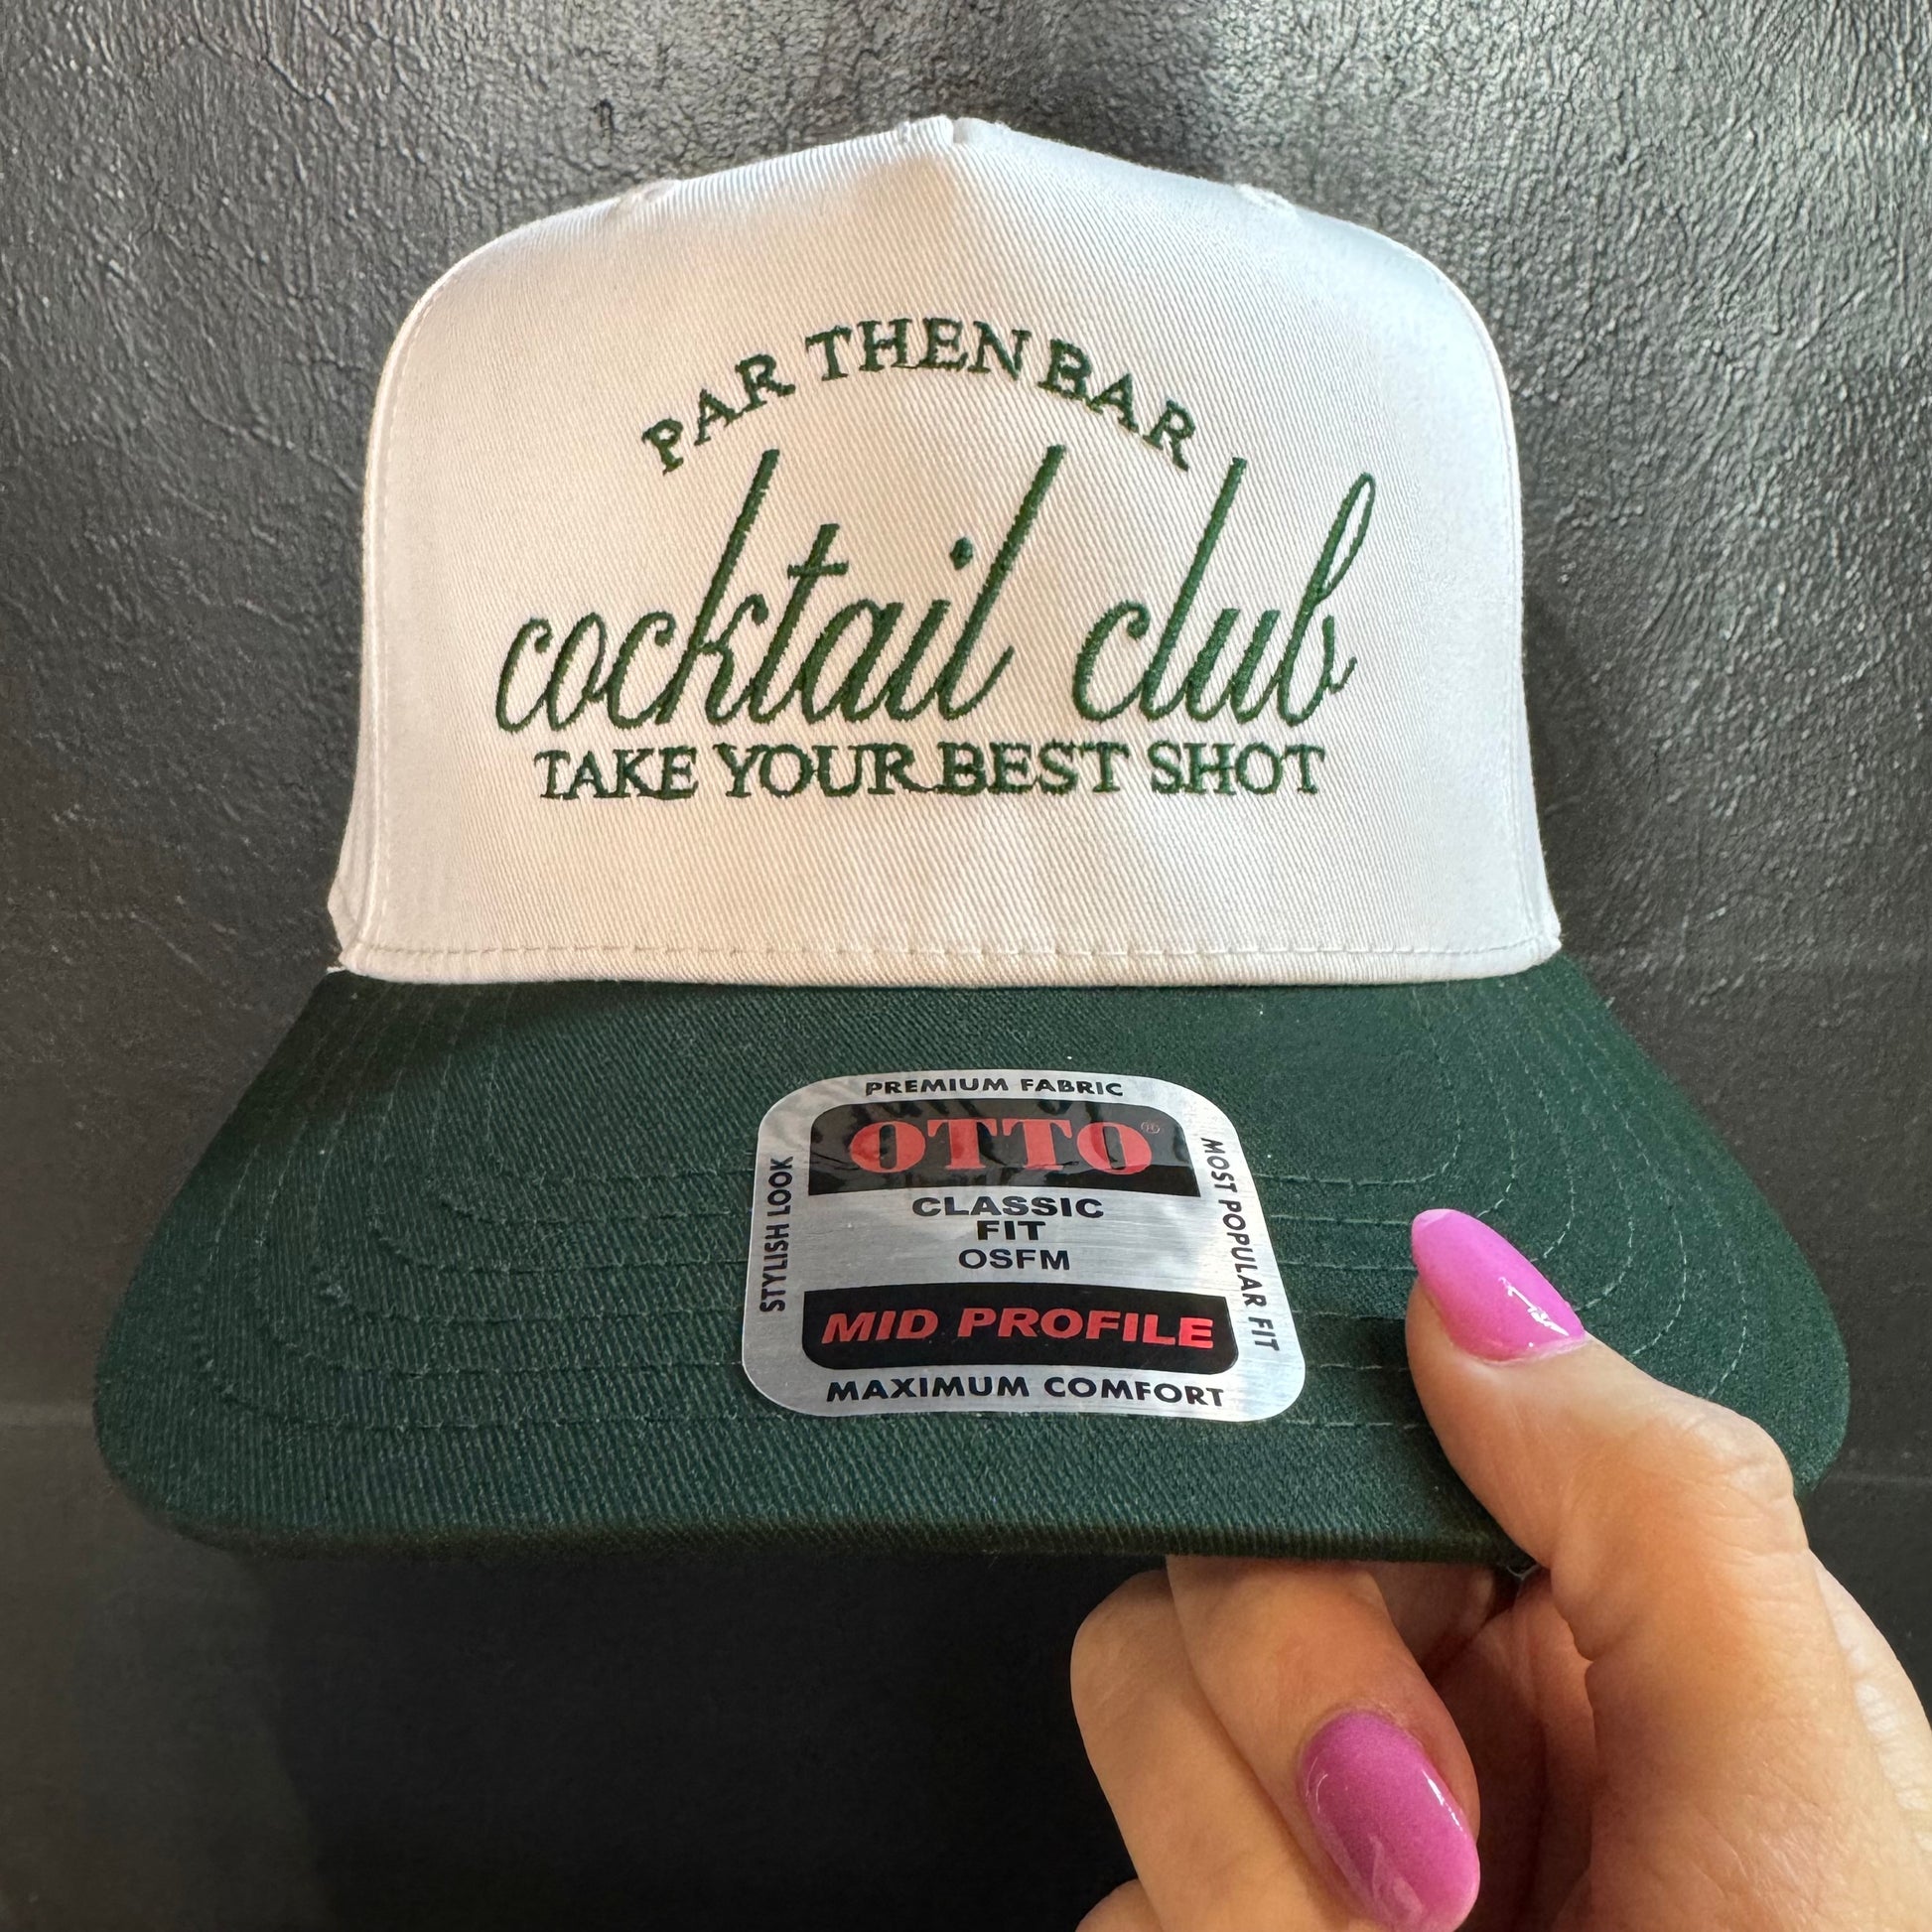 PAR THEN BAR
cocktail club
TAKE YOUR BEST SHOT
PREMIUM FABRIC
OTTO®
CLASSIC
FIT
OSFM
MID PROFILE
MAXIMUM COMFORT
STYLISH LOOK
MOST POPULAR FIT